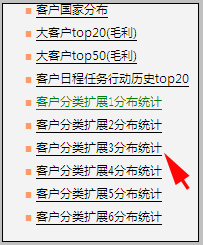 客户国家分布
大客户top20(毛利)
大客户top50(毛利)
客户日程任务行动历史top20
客户分类扩展1分布统计
客户分类扩展2分布统计
客户分类扩展3分布统计
客户分类扩展4分布统计
客户分类扩展5分布统计
客户分类扩展6分布统计